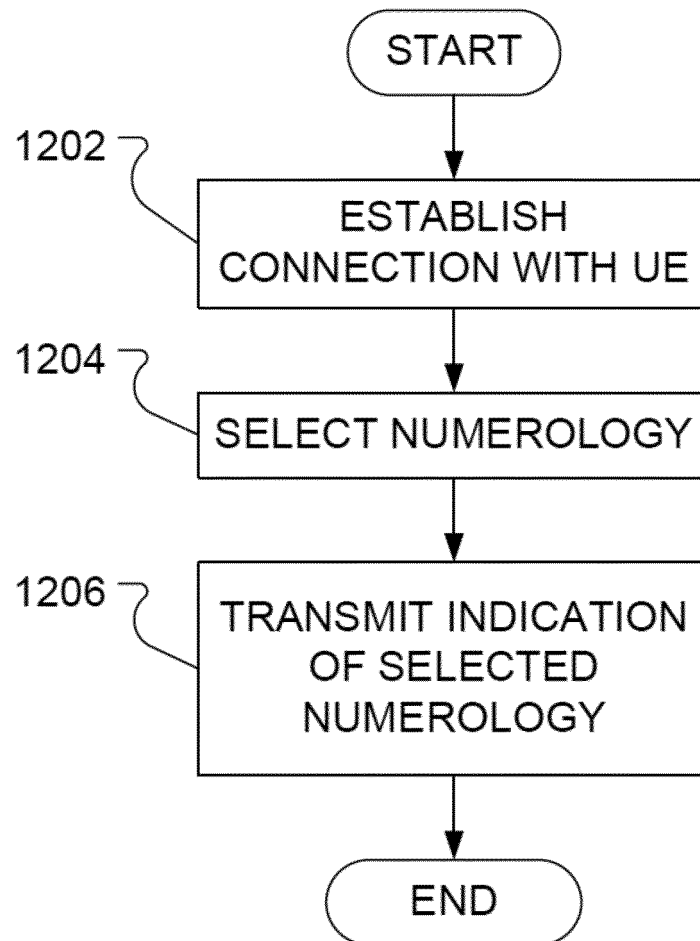 START
1202
ESTABLISH
CONNECTION WITH UE
1204
SELECT NUMEROLOGY
1206
TRANSMIT INDICATION
OF SELECTED
NUMEROLOGY
END